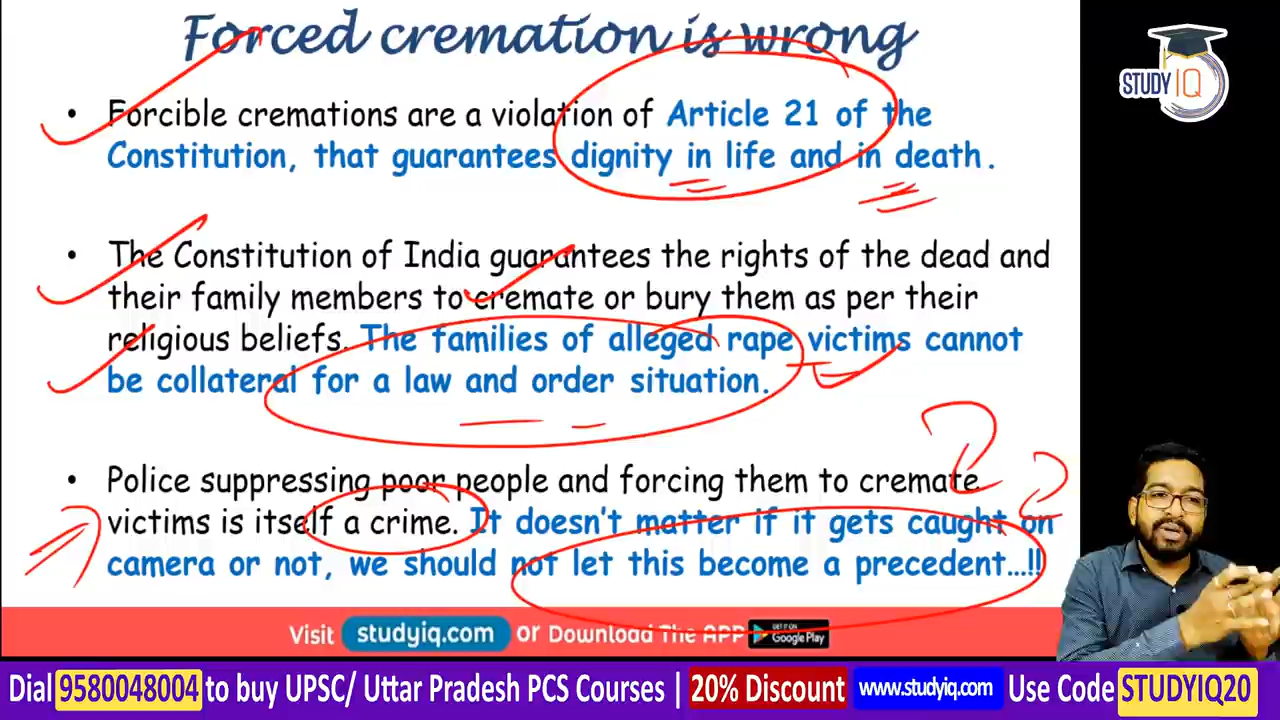 Forced cremation is wrong
STUDY IQ
• Forcible cremations are a violation of Article 21 of the
Constitution, that guarantees dignity in life and in death.
• The Constitution of India guarantees the rights of the dead and
their family members to cremate or bury them as per their
religious beliefs. The families of alleged rape victims cannot
be collateral for a law and order situation.
• Police suppressing poor people and forcing them to cremate
victims is itself a crime. It doesn't matter if it gets caught on
camera or not, we should not let this become a precedent...!!
Visit studyiq.com or Download The APP GET IT ON Google Play
Dial 9580048004 to buy UPSC/ Uttar Pradesh PCS Courses | 20% Discount www.studyiq.com Use Code STUDYIQ20